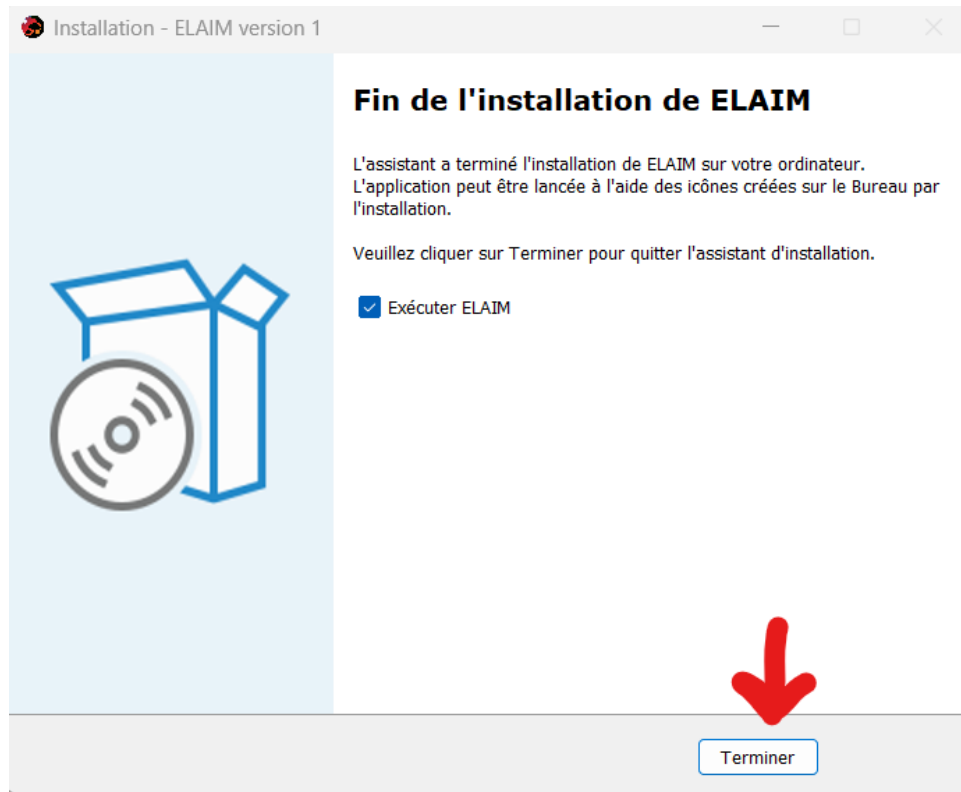 Installation - ELAIM version 1
Fin de l'installation de ELAIM
L'assistant a terminé l'installation de ELAIM sur votre ordinateur.
L'application peut être lancée à l'aide des icônes créées sur le Bureau par
l'installation.
Veuillez cliquer sur Terminer pour quitter l'assistant d'installation.
Exécuter ELAIM
Terminer